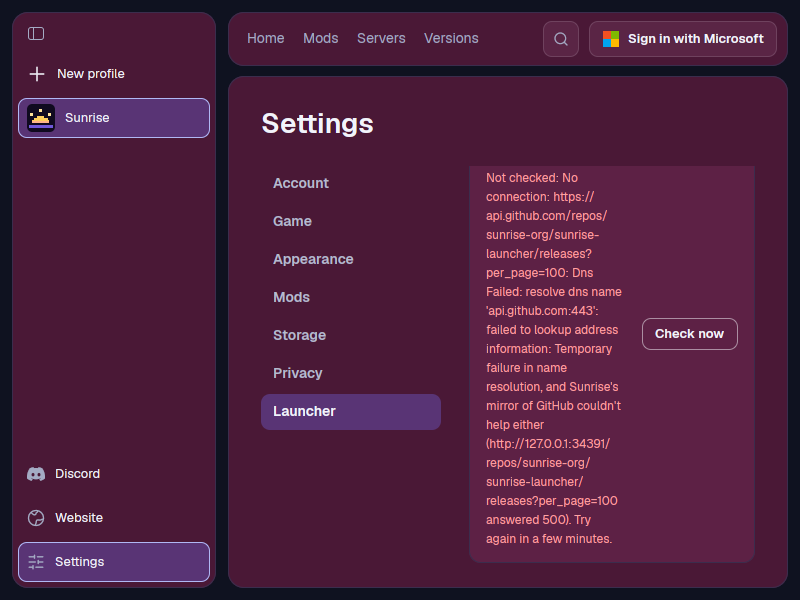 Home Mods Servers Versions Sign in with Microsoft
New profile
Sunrise
Settings
Account
Game
Appearance
Mods
Storage
Privacy
Launcher
Not checked: No
connection: https://
api.github.com/repos/
sunrise-org/sunrise-
launcher/releases?
per_page=100: Dns
Failed: resolve dns name
'api.github.com:443':
failed to lookup address
information: Temporary
failure in name
resolution, and Sunrise's
mirror of GitHub couldn't
help either
(http://127.0.0.1:34391/
repos/sunrise-org/
sunrise-launcher/
releases?per_page=100
answered 500). Try
again in a few minutes.
Check now
Discord
Website
Settings